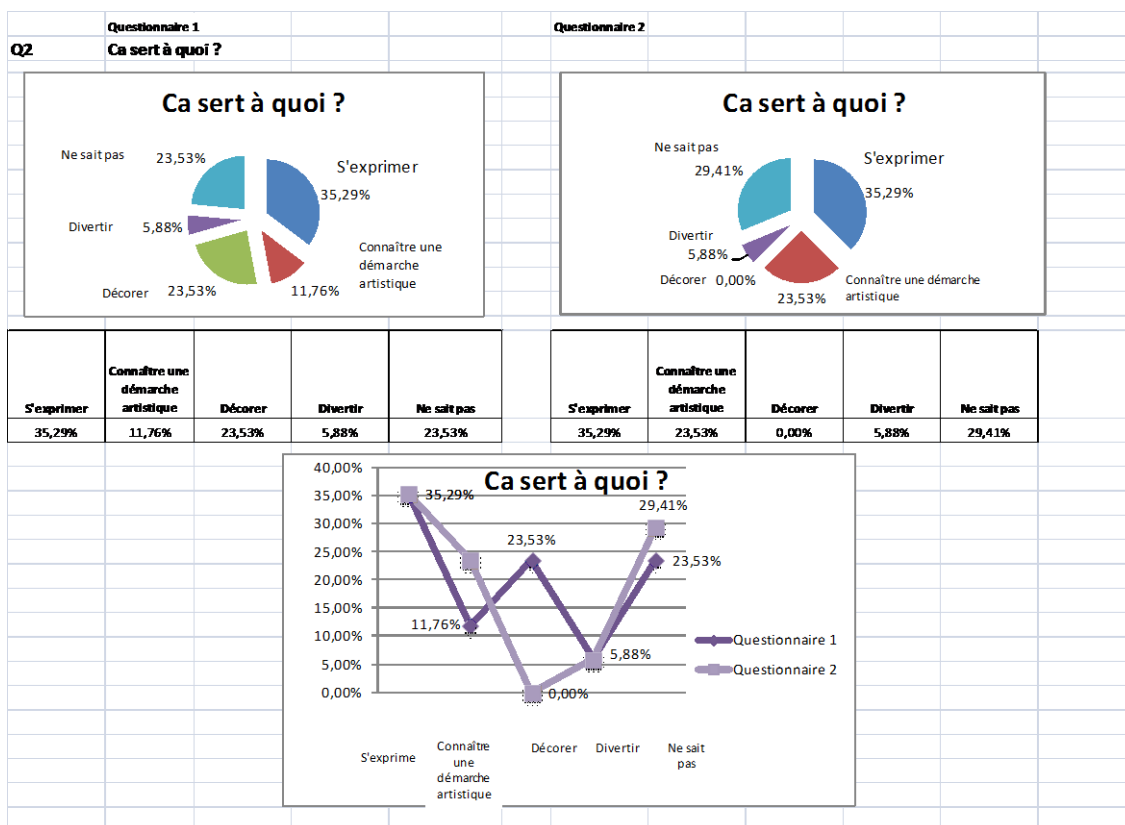 Questionnaire 1
Questionnaire 2
Q2
Ca sert à quoi ?
Ca sert à quoi ?
Ne sait pas
23,53%
S'exprimer
35,29%
Divertir
5,88%
Connaître une
démarche
artistique
Décorer
23,53%
11,76%
Ca sert à quoi ?
Ne sait pas
29,41%
S'exprimer
35,29%
Divertir
5,88%
Décorer
0,00%
Connaître une démarche
artistique
23,53%
S'exprimer
Connaître une
démarche
artistique
Décorer
Divertir
Ne sait pas
35,29%
11,76%
23,53%
5,88%
23,53%
S'exprimer
Connaître une
démarche
artistique
Décorer
Divertir
Ne sait pas
35,29%
23,53%
0,00%
5,88%
29,41%
Ca sert à quoi ?
40,00%
35,00%
30,00%
25,00%
20,00%
15,00%
10,00%
5,00%
0,00%
35,29%
11,76%
23,53%
0,00%
5,88%
29,41%
23,53%
Questionnaire 1
Questionnaire 2
S'exprime
Connaître
une
démarche
artistique
Décorer
Divertir
Ne sait
pas